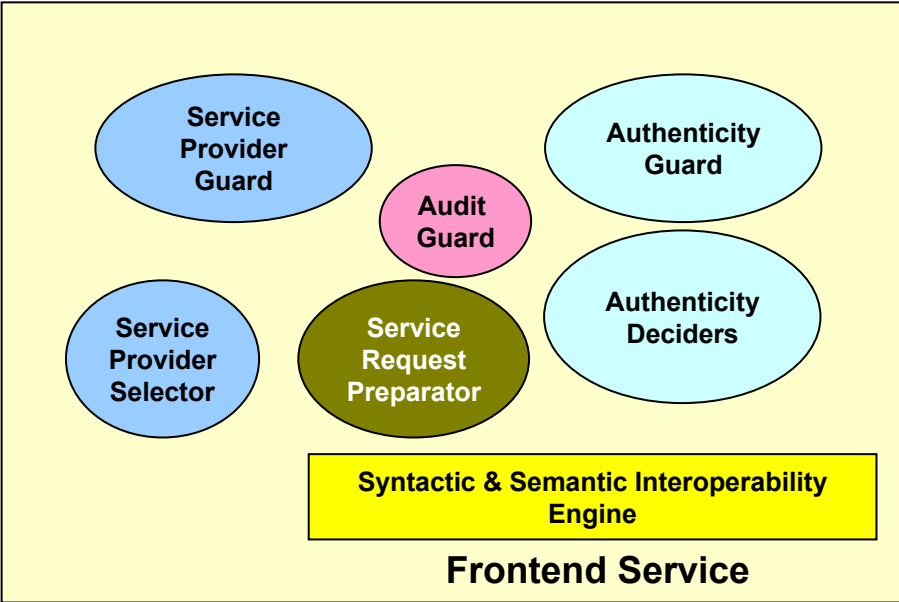 Service
Provider
Guard
Authenticity
Guard
Audit
Guard
Service
Provider
Selector
Service
Request
Preparator
Authenticity
Deciders
Syntactic & Semantic Interoperability
Engine
Frontend Service